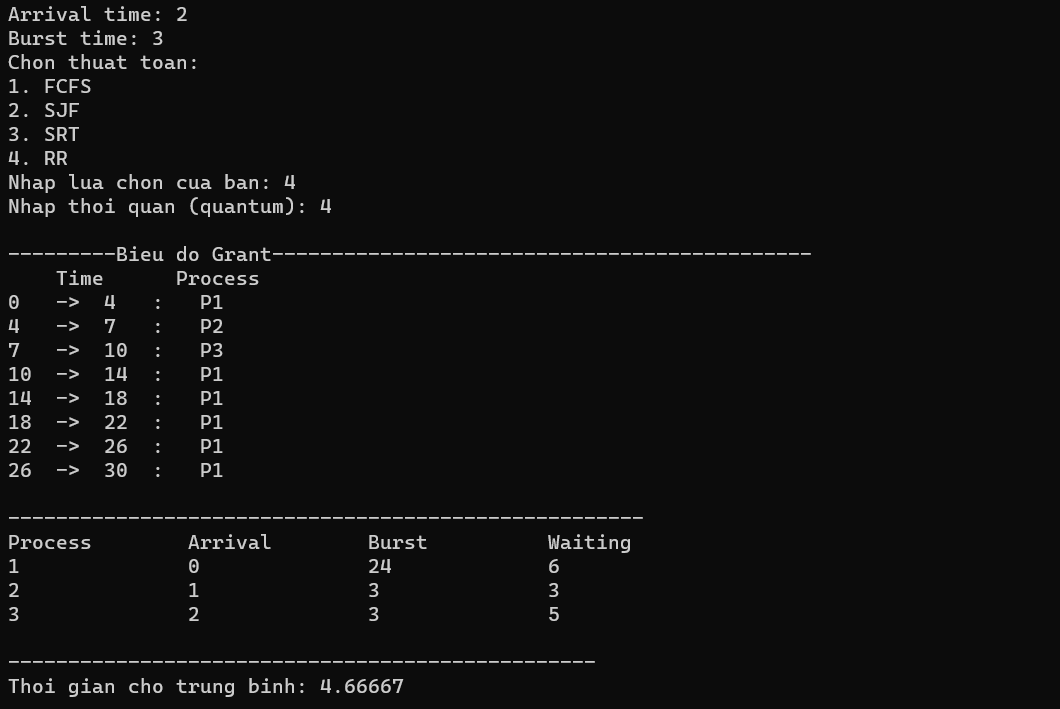 Arrival time: 2
Burst time: 3
Chon thuat toan:
1. FCFS
2. SJF
3. SRT
4. RR
Nhap lua chon cua ban: 4
Nhap thoi quan (quantum): 4
---------Bieu do Grant---------------------------------------------
    Time      Process
0   ->  4   :   P1
4   ->  7   :   P2
7   ->  10  :   P3
10  ->  14  :   P1
14  ->  18  :   P1
18  ->  22  :   P1
22  ->  26  :   P1
26  ->  30  :   P1
-----------------------------------------------------
Process        Arrival        Burst          Waiting
1              0              24             6
2              1              3              3
3              2              3              5
-------------------------------------------------
Thoi gian cho trung binh: 4.66667